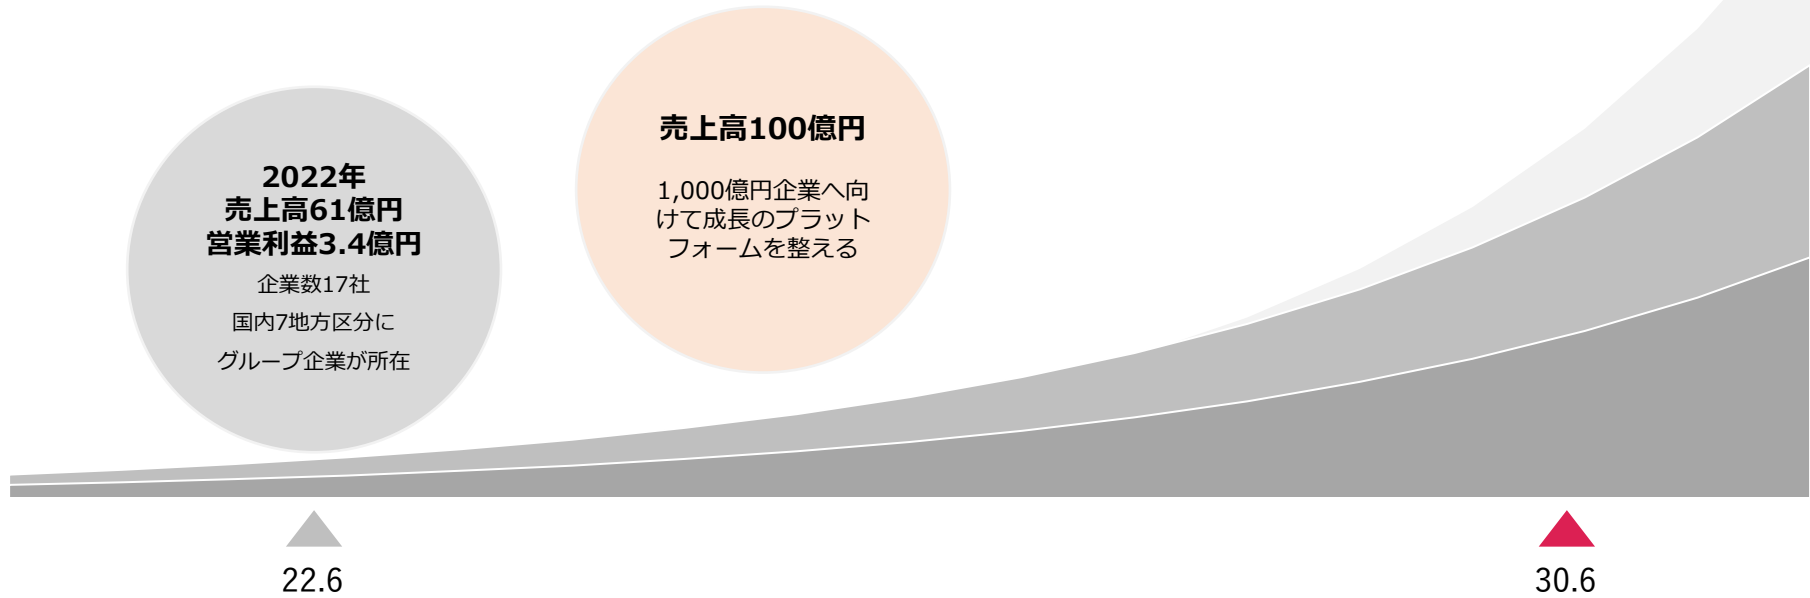 2022年
売上高61億円
営業利益3.4億円
企業数17社
国内7地方区分に
グループ企業が所在
売上高100億円
1,000億円企業へ向
けて成長のプラット
フォームを整える
22.6
30.6